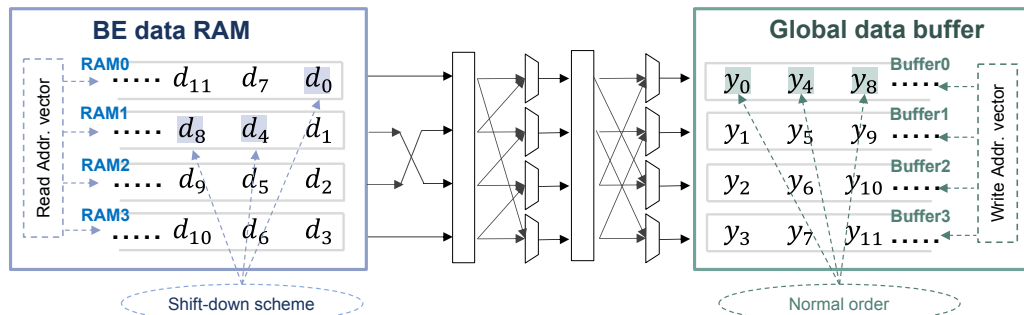 BE data RAM
Global data buffer
Read Addr. vector
RAM0
..... d₁₁ d₇ d₀
RAM1
..... d₈ d₄ d₁
RAM2
..... d₉ d₅ d₂
RAM3
..... d₁₀ d₆ d₃
Shift-down scheme
Buffer0
y₀ y₄ y₈ .....
Buffer1
y₁ y₅ y₉ .....
Buffer2
y₂ y₆ y₁₀ .....
Buffer3
y₃ y₇ y₁₁ .....
Write Addr. vector
Normal order